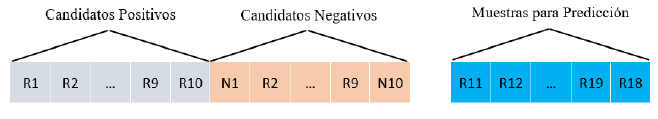 Candidatos Positivos Candidatos Negativos Muestras para Predicción
R1 R2 ... R9 R10 N1 R2 ... R9 N10 R11 R12 ... R19 R18